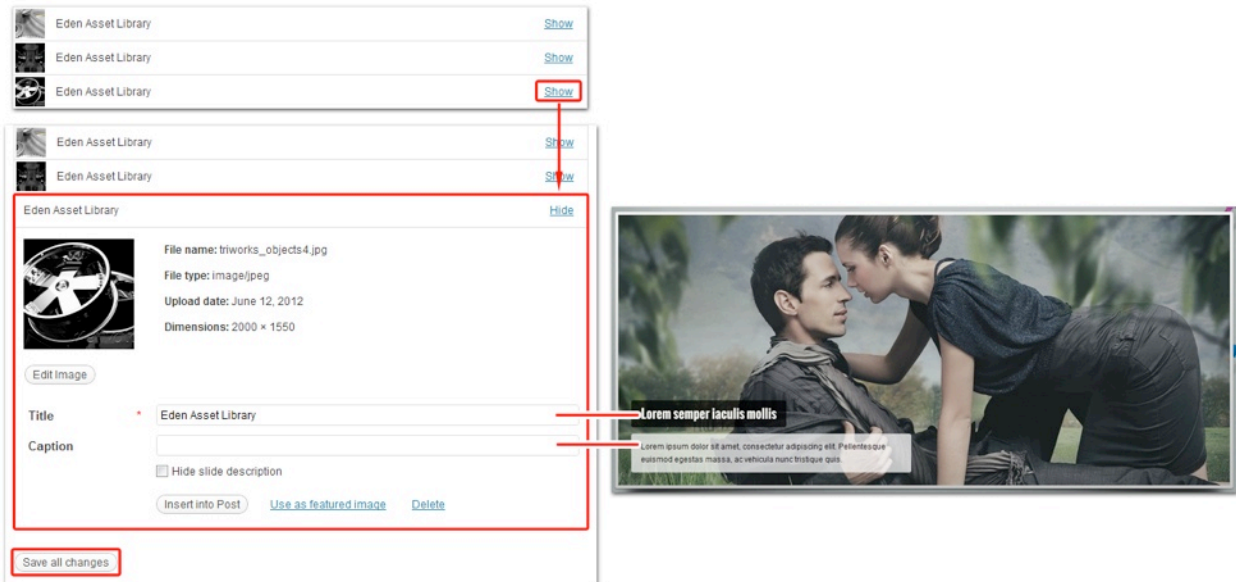 Eden Asset Library Show
Eden Asset Library Show
Eden Asset Library Show
Eden Asset Library Show
Eden Asset Library Show
Eden Asset Library Hide
File name: triworks_objects4.jpg
File type: image/jpeg
Upload date: June 12, 2012
Dimensions: 2000 × 1550
Edit Image
Title * Eden Asset Library
Caption
Hide slide description
Insert into Post Use as featured image Delete
Save all changes
Lorem semper iaculis mollis
Lorem ipsum dolor sit amet, consectetur adipiscing elit. Pellentesque
euismod egestas massa, ac vehicula nunc tristique quis.